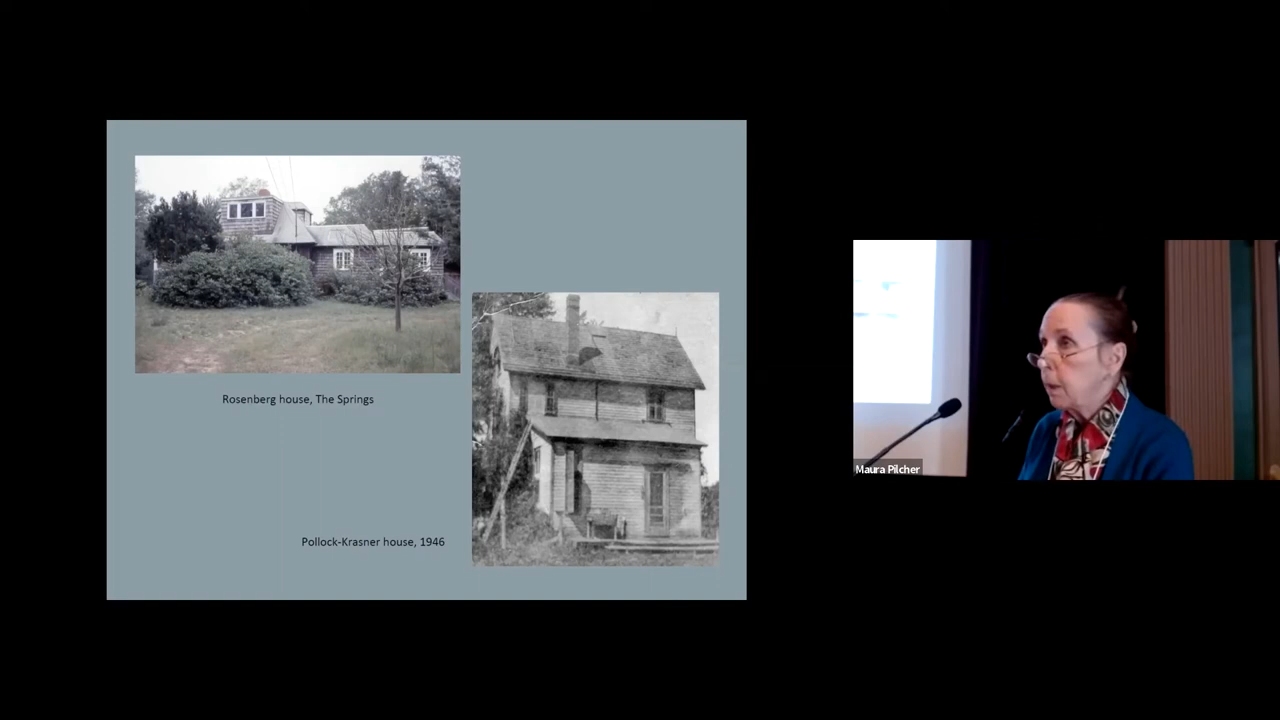 Rosenberg house, The Springs
Pollock-Krasner house, 1946
Maura Pilcher